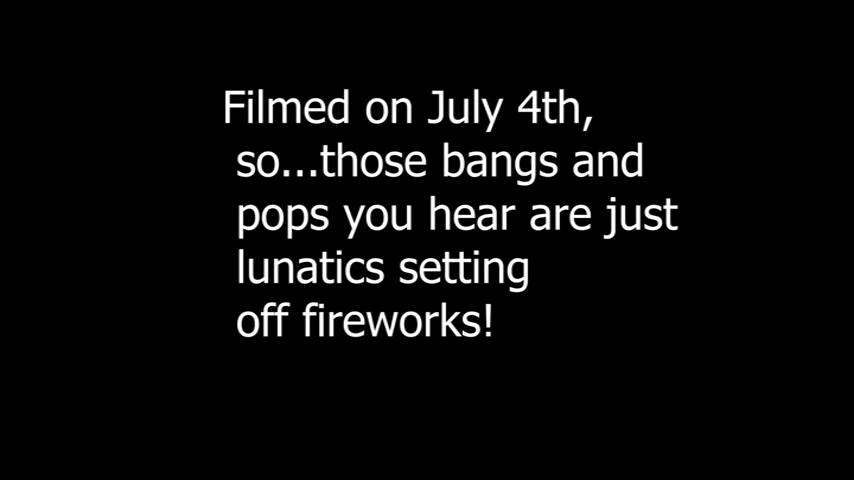 Filmed on July 4th,
so...those bangs and
pops you hear are just
lunatics setting
off fireworks!